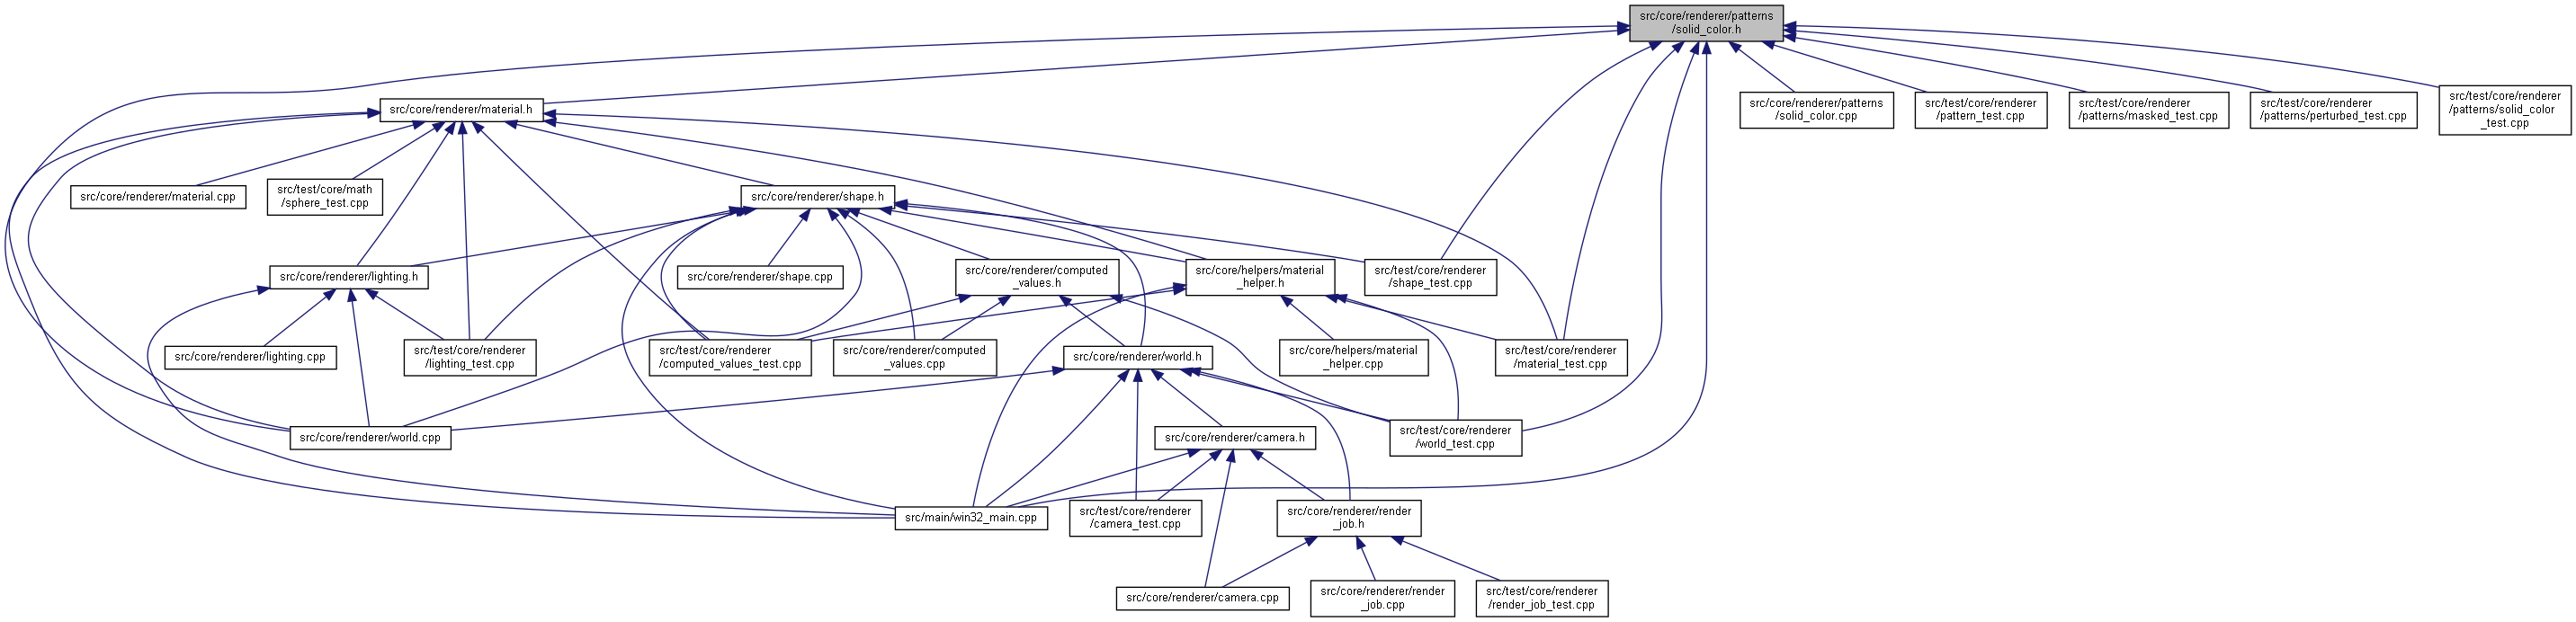 src/core/renderer/patterns
/solid_color.h
src/core/renderer/material.h
src/core/renderer/patterns
/solid_color.cpp
src/test/core/renderer
/pattern_test.cpp
src/test/core/renderer
/patterns/masked_test.cpp
src/test/core/renderer
/patterns/perturbed_test.cpp
src/test/core/renderer
/patterns/solid_color
_test.cpp
src/core/renderer/material.cpp
src/test/core/math
/sphere_test.cpp
src/core/renderer/shape.h
src/core/renderer/lighting.h
src/core/renderer/shape.cpp
src/core/renderer/computed
_values.h
src/core/helpers/material
_helper.h
src/test/core/renderer
/shape_test.cpp
src/core/renderer/lighting.cpp
src/test/core/renderer
/lighting_test.cpp
src/test/core/renderer
/computed_values_test.cpp
src/core/renderer/computed
_values.cpp
src/core/renderer/world.h
src/core/helpers/material
_helper.cpp
src/test/core/renderer
/material_test.cpp
src/core/renderer/world.cpp
src/core/renderer/camera.h
src/test/core/renderer
/world_test.cpp
src/main/win32_main.cpp
src/test/core/renderer
/camera_test.cpp
src/core/renderer/render
_job.h
src/core/renderer/camera.cpp
src/core/renderer/render
_job.cpp
src/test/core/renderer
/render_job_test.cpp